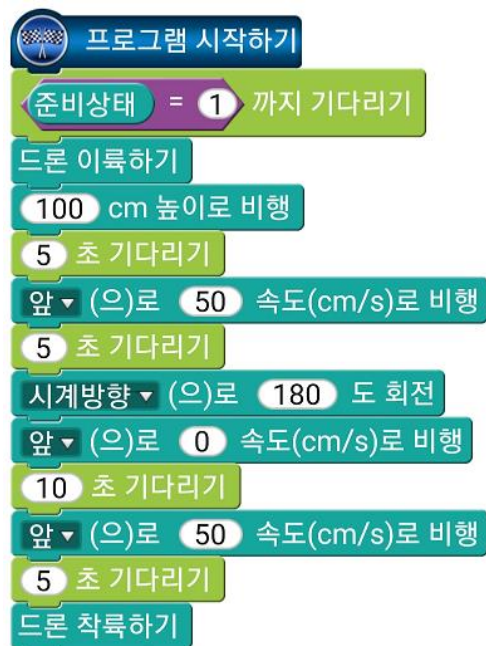 프로그램 시작하기
준비상태 = 1 까지 기다리기
드론 이륙하기
100 cm 높이로 비행
5 초 기다리기
앞 (으)로 50 속도(cm/s)로 비행
5 초 기다리기
시계방향 (으)로 180 도 회전
앞 (으)로 0 속도(cm/s)로 비행
10 초 기다리기
앞 (으)로 50 속도(cm/s)로 비행
5 초 기다리기
드론 착륙하기